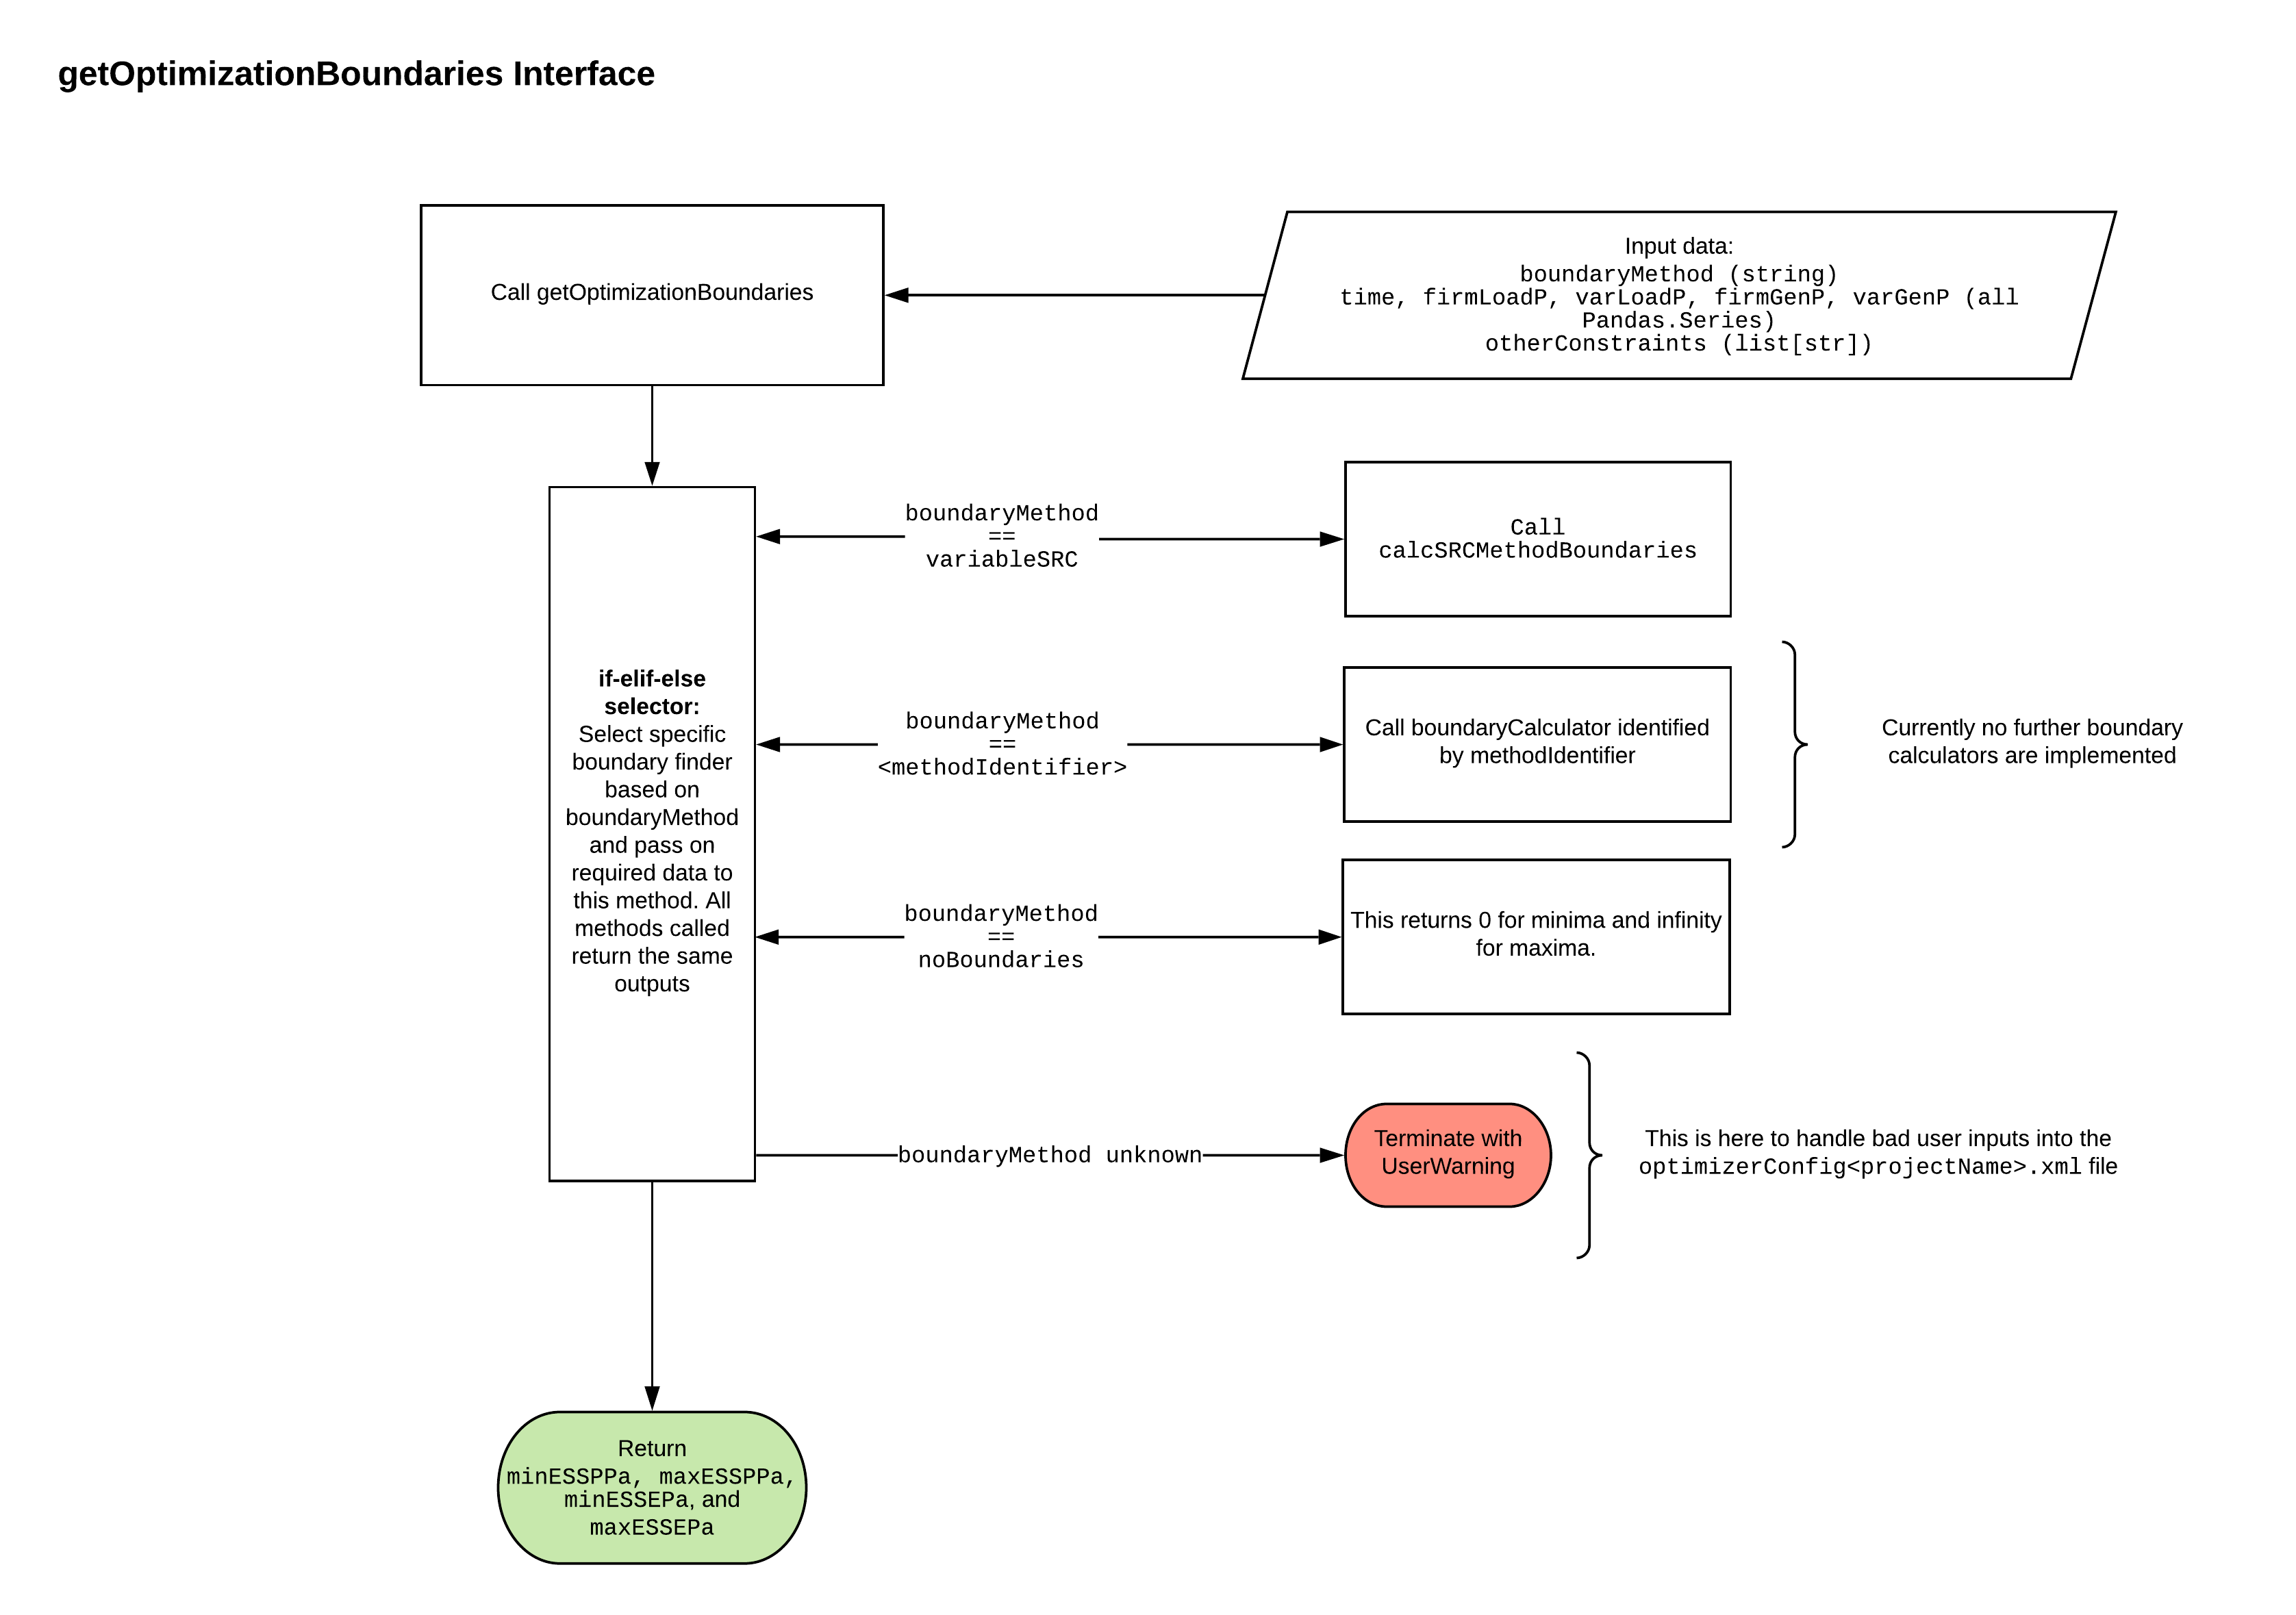 getOptimizationBoundaries Interface
Call getOptimizationBoundaries
Input data:
boundaryMethod (string)
time, firmLoadP, varLoadP, firmGenP, varGenP (all
Pandas.Series)
otherConstraints (list[str])
boundaryMethod
==
variableSRC
Call
calcSRCMethodBoundaries
if-elif-else
selector:
Select specific
boundary finder
based on
boundaryMethod
and pass on
required data to
this method. All
methods called
return the same
outputs
boundaryMethod
==
<methodIdentifier>
Call boundaryCalculator identified
by methodIdentifier
Currently no further boundary
calculators are implemented
boundaryMethod
==
noBoundaries
This returns 0 for minima and infinity
for maxima.
boundaryMethod unknown
Terminate with
UserWarning
This is here to handle bad user inputs into the
optimizerConfig<projectName>.xml file
Return
minESSPPa, maxESSPPa,
minESSEPa, and
maxESSEPa